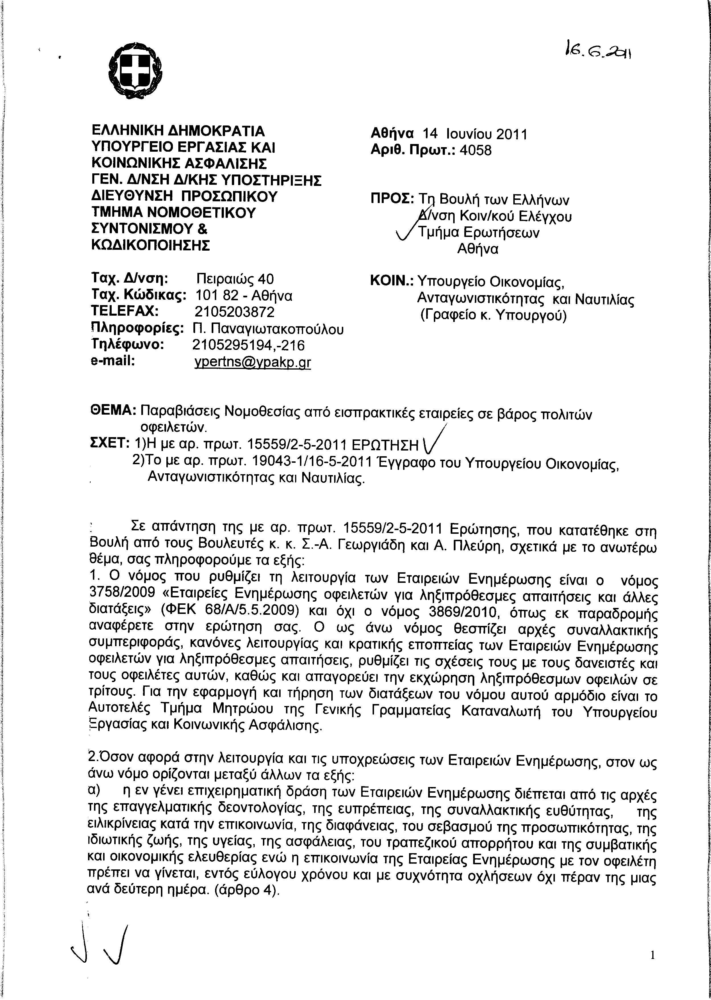 16.6.2011
ΕΛΛΗΝΙΚΗ ΔΗΜΟΚΡΑΤΙΑ
ΥΠΟΥΡΓΕΙΟ ΕΡΓΑΣΙΑΣ ΚΑΙ
ΚΟΙΝΩΝΙΚΗΣ ΑΣΦΑΛΙΣΗΣ
ΓΕΝ. Δ/ΝΣΗ Δ/ΚΗΣ ΥΠΟΣΤΗΡΙΞΗΣ
ΔΙΕΥΘΥΝΣΗ ΠΡΟΣΩΠΙΚΟΥ
ΤΜΗΜΑ ΝΟΜΟΘΕΤΙΚΟΥ
ΣΥΝΤΟΝΙΣΜΟΥ &
ΚΩΔΙΚΟΠΟΙΗΣΗΣ
Ταχ. Δ/νση: Πειραιώς 40
Ταχ. Κώδικας: 101 82 - Αθήνα
TELEFAX: 2105203872
Πληροφορίες: Π. Παναγιωτακοπούλου
Τηλέφωνο: 2105295194,-216
e-mail: ypertns@ypakp.gr
Αθήνα 14 Ιουνίου 2011
Αριθ. Πρωτ.: 4058
ΠΡΟΣ: Τη Βουλή των Ελλήνων
Δ/νση Κοιν/κού Ελέγχου
Τμήμα Ερωτήσεων
Αθήνα
ΚΟΙΝ.: Υπουργείο Οικονομίας,
Ανταγωνιστικότητας και Ναυτιλίας
(Γραφείο κ. Υπουργού)
ΘΕΜΑ: Παραβιάσεις Νομοθεσίας από εισπρακτικές εταιρείες σε βάρος πολιτών
οφειλετών.
ΣΧΕΤ: 1)Η με αρ. πρωτ. 15559/2-5-2011 ΕΡΩΤΗΣΗ
2)Το με αρ. πρωτ. 19043-1/16-5-2011 Έγγραφο του Υπουργείου Οικονομίας,
Ανταγωνιστικότητας και Ναυτιλίας.
Σε απάντηση της με αρ. πρωτ. 15559/2-5-2011 Ερώτησης, που κατατέθηκε στη
Βουλή από τους Βουλευτές κ. κ. Σ.-Α. Γεωργιάδη και Α. Πλεύρη, σχετικά με το ανωτέρω
θέμα, σας πληροφορούμε τα εξής:
1. Ο νόμος που ρυθμίζει τη λειτουργία των Εταιρειών Ενημέρωσης είναι ο νόμος
3758/2009 «Εταιρείες Ενημέρωσης οφειλετών για ληξιπρόθεσμες απαιτήσεις και άλλες
διατάξεις» (ΦΕΚ 68/Α/5.5.2009) και όχι ο νόμος 3869/2010, όπως εκ παραδρομής
αναφέρετε στην ερώτηση σας. Ο ως άνω νόμος θεσπίζει αρχές συναλλακτικής
συμπεριφοράς, κανόνες λειτουργίας και κρατικής εποπτείας των Εταιρειών Ενημέρωσης
οφειλετών για ληξιπρόθεσμες απαιτήσεις, ρυθμίζει τις σχέσεις τους με τους δανειστές και
τους οφειλέτες αυτών, καθώς και απαγορεύει την εκχώρηση ληξιπρόθεσμων οφειλών σε
τρίτους. Για την εφαρμογή και τήρηση των διατάξεων του νόμου αυτού αρμόδιο είναι το
Αυτοτελές Τμήμα Μητρώου της Γενικής Γραμματείας Καταναλωτή του Υπουργείου
Εργασίας και Κοινωνικής Ασφάλισης.
2.Όσον αφορά στην λειτουργία και τις υποχρεώσεις των Εταιρειών Ενημέρωσης, στον ως
άνω νόμο ορίζονται μεταξύ άλλων τα εξής:
α) η εν γένει επιχειρηματική δράση των Εταιρειών Ενημέρωσης διέπεται από τις αρχές
της επαγγελματικής δεοντολογίας, της ευπρέπειας, της συναλλακτικής ευθύτητας, της
ειλικρίνειας κατά την επικοινωνία, της διαφάνειας, του σεβασμού της προσωπικότητας, της
ιδιωτικής ζωής, της υγείας, της ασφάλειας, του τραπεζικού απορρήτου και της συμβατικής
και οικονομικής ελευθερίας ενώ η επικοινωνία της Εταιρείας Ενημέρωσης με τον οφειλέτη
πρέπει να γίνεται, εντός εύλογου χρόνου και με συχνότητα οχλήσεων όχι πέραν της μιας
ανά δεύτερη ημέρα. (άρθρο 4).
1